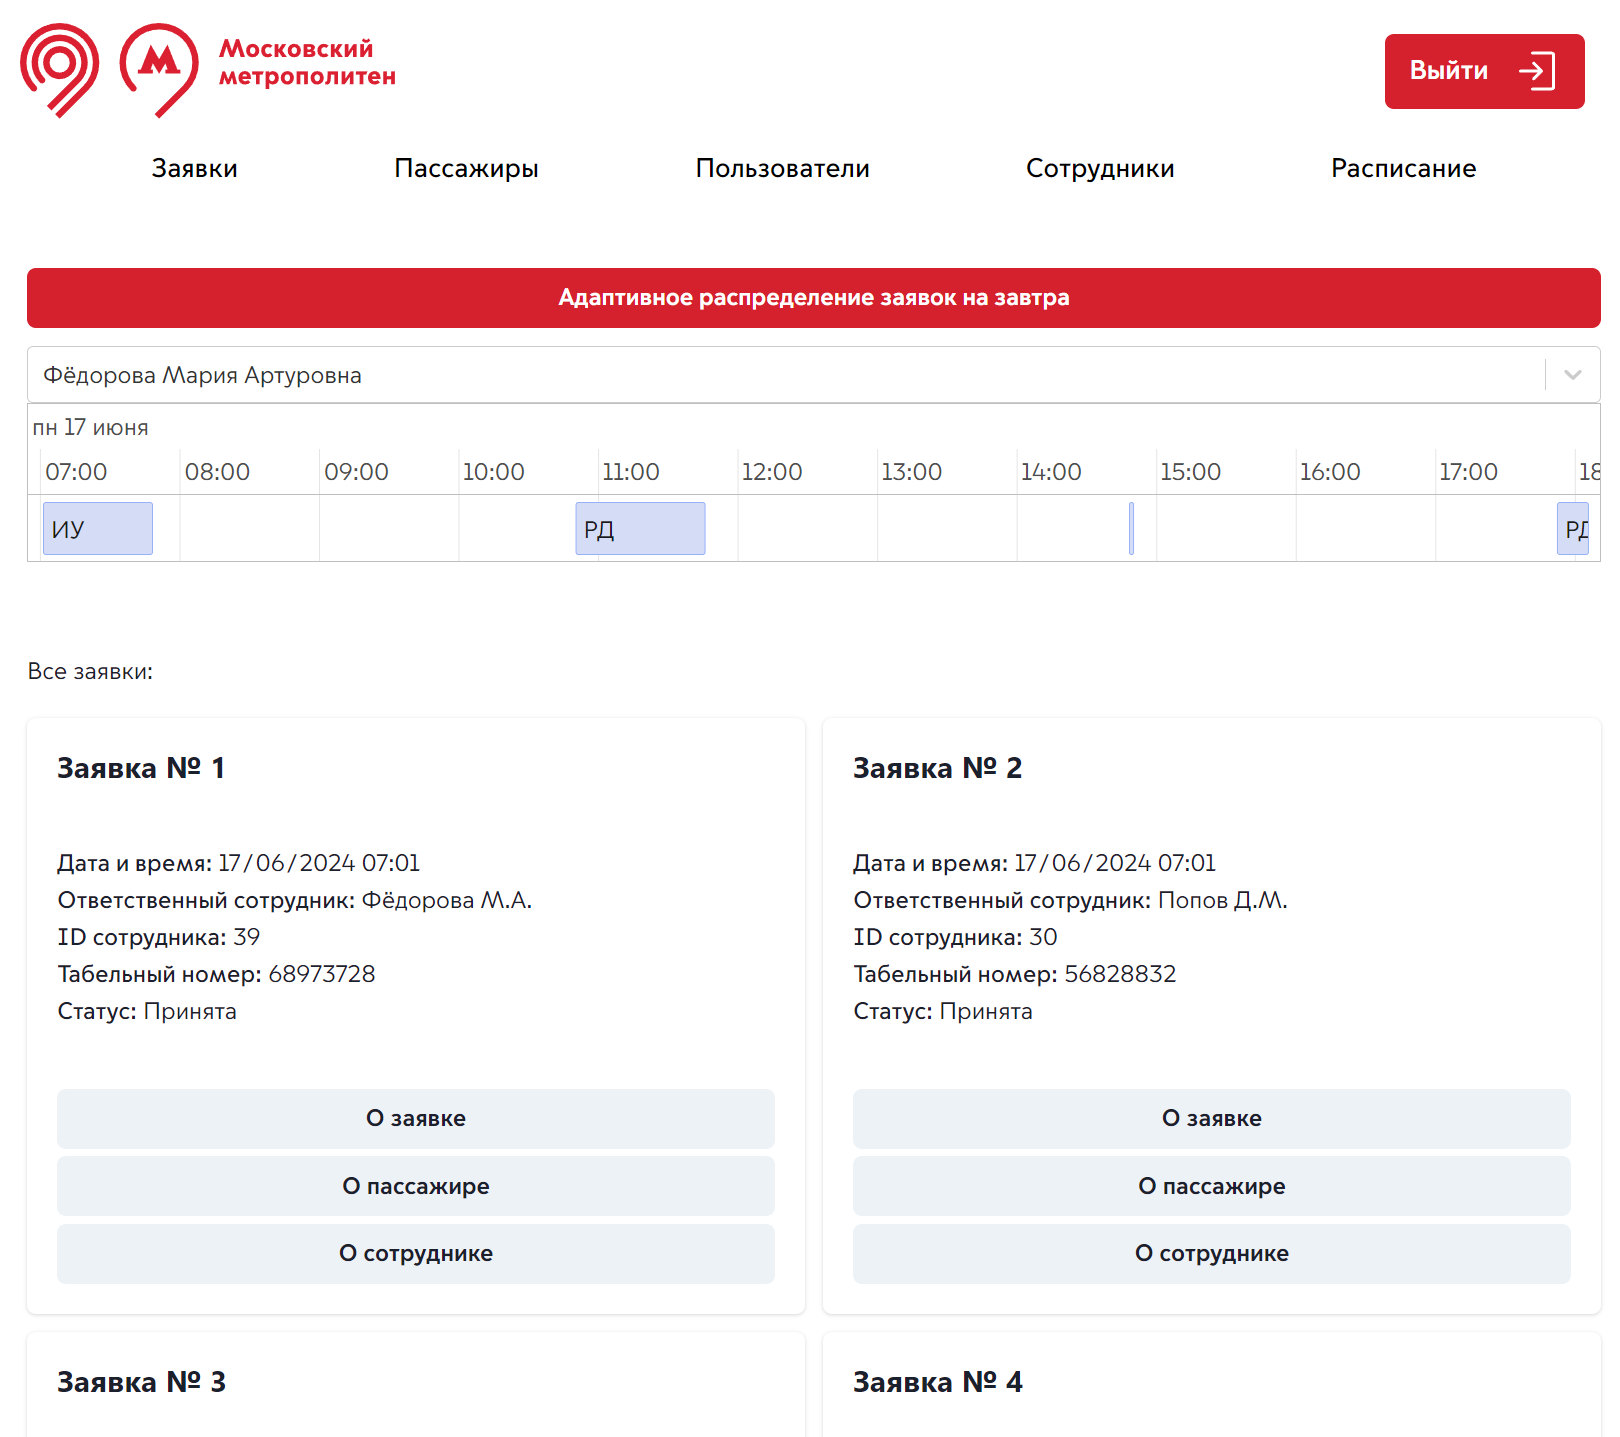 Московский
метрополитен
Выйти
Заявки Пассажиры Пользователи Сотрудники Расписание
Адаптивное распределение заявок на завтра
Фёдорова Мария Артуровна
пн 17 июня
07:00 08:00 09:00 10:00 11:00 12:00 13:00 14:00 15:00 16:00 17:00 18
ИУ РД РД
Все заявки:
Заявка № 1
Дата и время: 17/06/2024 07:01
Ответственный сотрудник: Фёдорова М.А.
ID сотрудника: 39
Табельный номер: 68973728
Статус: Принята
О заявке
О пассажире
О сотруднике
Заявка № 2
Дата и время: 17/06/2024 07:01
Ответственный сотрудник: Попов Д.М.
ID сотрудника: 30
Табельный номер: 56828832
Статус: Принята
О заявке
О пассажире
О сотруднике
Заявка № 3
Заявка № 4